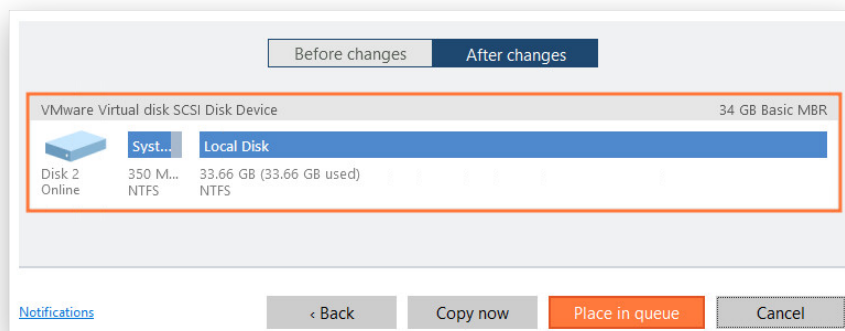 Before changes After changes
VMware Virtual disk SCSI Disk Device 34 GB Basic MBR
Syst... Local Disk
Disk 2 350 M... 33.66 GB (33.66 GB used)
Online NTFS NTFS
Notifications ‹ Back Copy now Place in queue Cancel